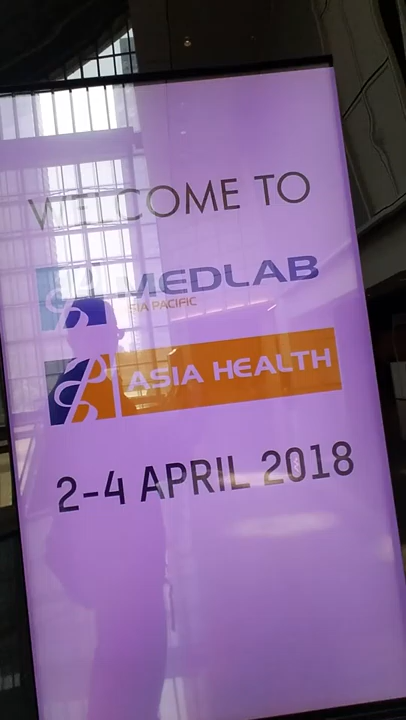 WELCOME TO
MEDLAB
ASIA PACIFIC
ASIA HEALTH
2-4 APRIL 2018